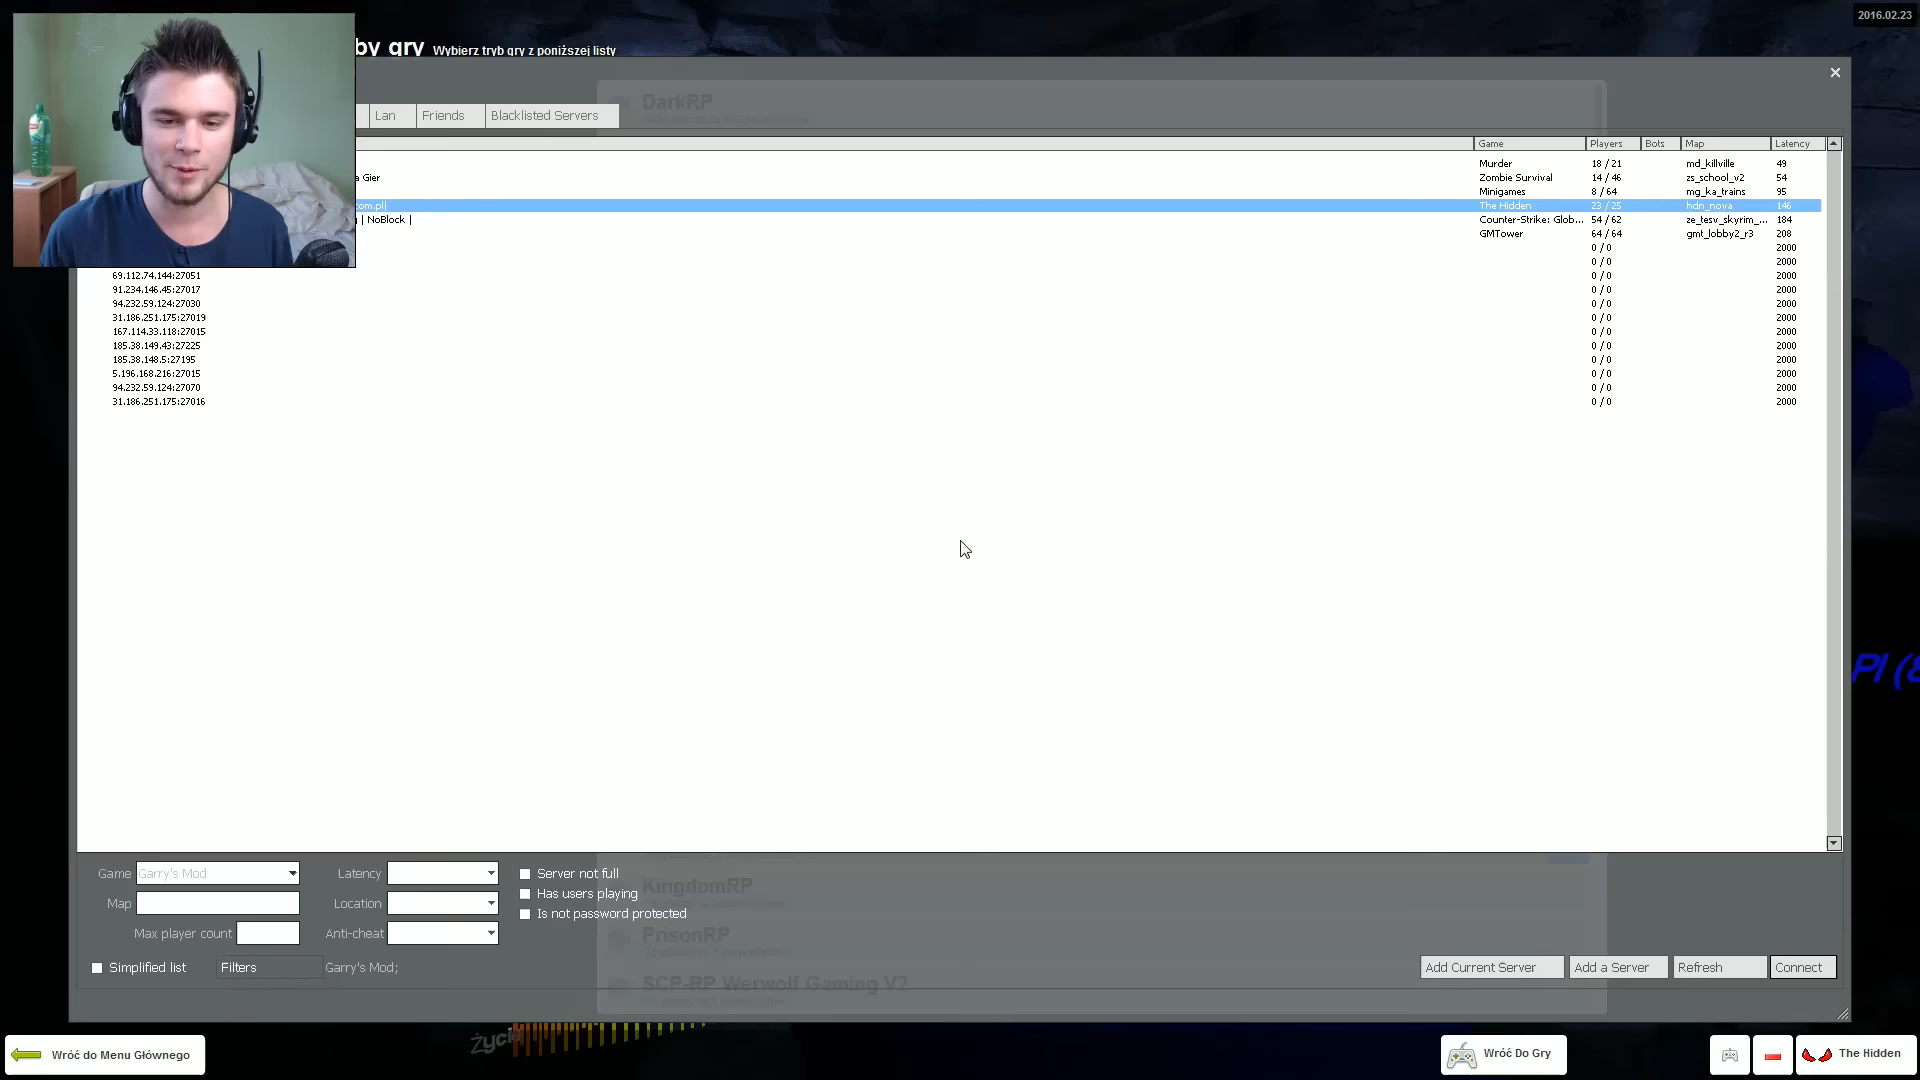 2016.02.23
by gry Wybierz tryb gry z poniższej listy
DarkRP
Lan Friends Blacklisted Servers
Game Players Bots Map Latency
Murder 18 / 21 md_killville 49
a Gier Zombie Survival 14 / 46 zs_school_v2 54
Minigames 8 / 64 mg_ka_trains 95
com.pl| The Hidden 23 / 25 hdn_nova 146
| NoBlock | Counter-Strike: Glob... 54 / 62 ze_tesv_skyrim_... 184
GMTower 64 / 64 gmt_lobby2_r3 208
0 / 0 2000
0 / 0 2000
69.112.74.144:27051 0 / 0 2000
91.234.146.45:27017 0 / 0 2000
94.232.59.124:27030 0 / 0 2000
31.186.251.175:27019 0 / 0 2000
167.114.33.118:27015 0 / 0 2000
185.38.149.43:27225 0 / 0 2000
185.38.148.5:27195 0 / 0 2000
5.196.168.216:27015 0 / 0 2000
94.232.59.124:27070 0 / 0 2000
31.186.251.175:27016 0 / 0 2000
Pl (8
Game Garry's Mod Latency Server not full
KingdomRP
Has users playing
Map Location
Is not password protected
Max player count Anti-cheat
PrisonRP
Simplified list Filters Garry's Mod;
Add Current Server Add a Server Refresh Connect
SCP-RP Werwolf Gaming V2
Życie
Wróć do Menu Głównego Wróć Do Gry The Hidden